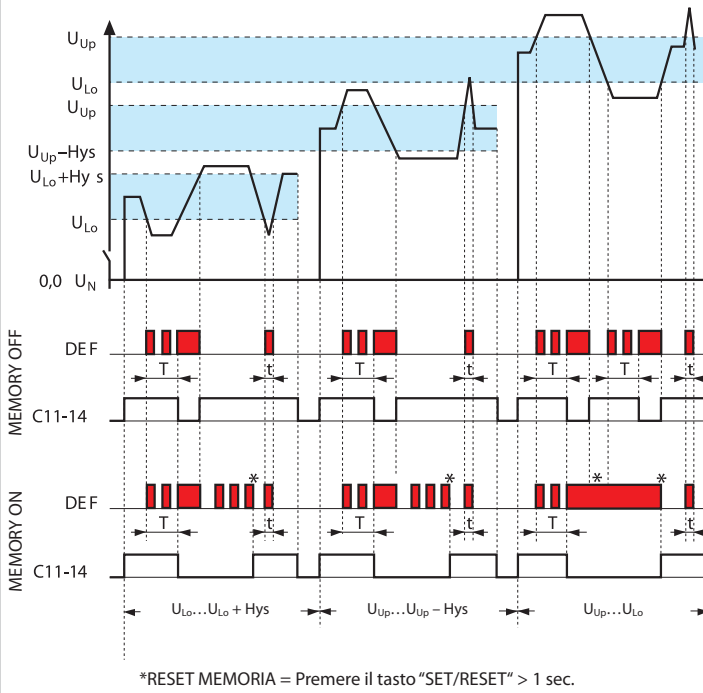 U_Up
U_Lo
U_Up
U_Up–Hys
U_Lo+Hy s
U_Lo
0,0 U_N
MEMORY OFF
DEF
T t T t T T t
C11-14
MEMORY ON
DEF
* * * *
T t T t T t
C11-14
U_Lo…U_Lo + Hys U_Up…U_Up – Hys U_Up…U_Lo
*RESET MEMORIA = Premere il tasto “SET/RESET“ > 1 sec.